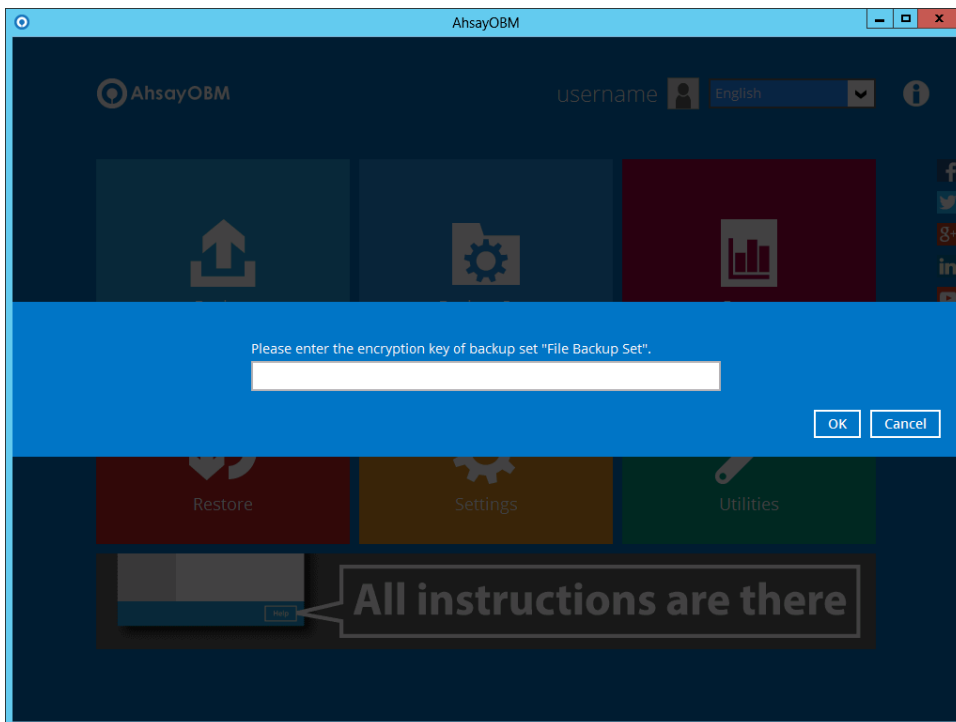 AhsayOBM
AhsayOBM
username
English
Please enter the encryption key of backup set "File Backup Set".
OK
Cancel
Restore
Settings
Utilities
Help
All instructions are there